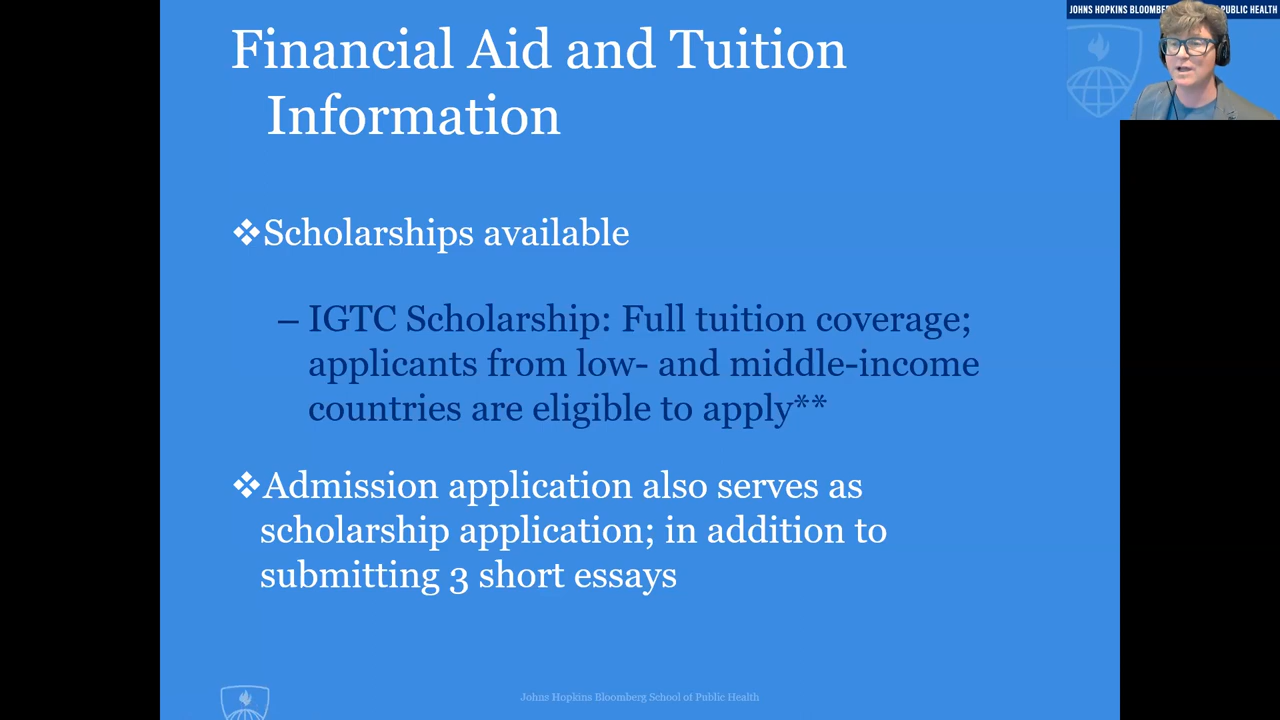 JOHNS HOPKINS BLOOMBE PUBLIC HEALTH
Financial Aid and Tuition
Information
❖Scholarships available
– IGTC Scholarship: Full tuition coverage;
applicants from low- and middle-income
countries are eligible to apply**
❖Admission application also serves as
scholarship application; in addition to
submitting 3 short essays
Johns Hopkins Bloomberg School of Public Health